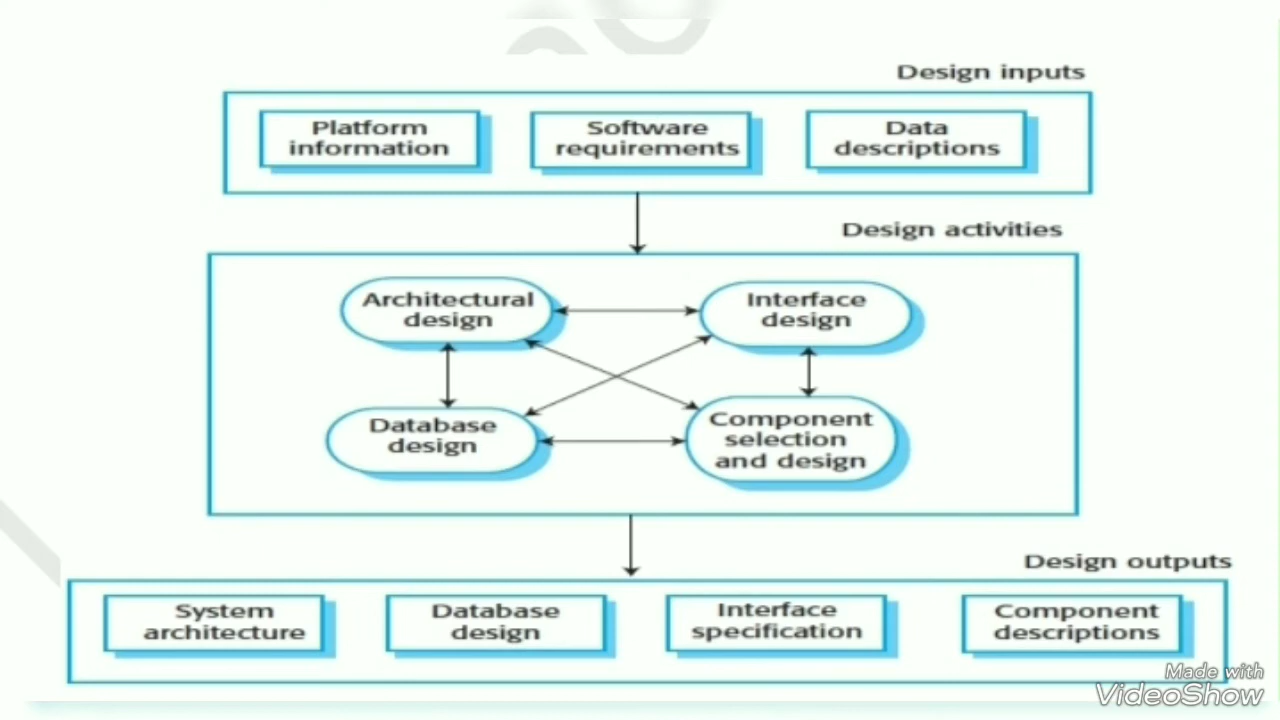 Design inputs
Platform
information
Software
requirements
Data
descriptions
Design activities
Architectural
design
Interface
design
Database
design
Component
selection
and design
Design outputs
System
architecture
Database
design
Interface
specification
Component
descriptions
Made with
VideoShow